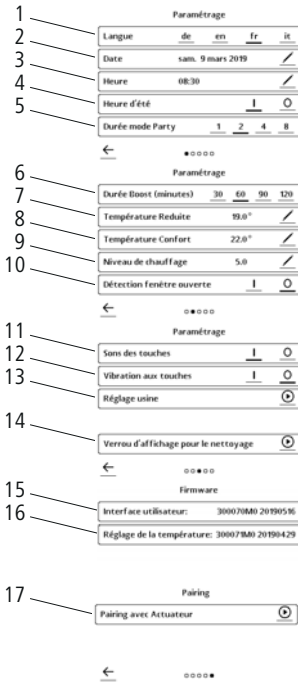 Paramétrage
1 Langue de en fr it
2 Date sam. 9 mars 2019
3 Heure 08:30
4 Heure d'été I O
5 Durée mode Party 1 2 4 8
Paramétrage
6 Durée Boost (minutes) 30 60 90 120
7 Température Reduite 19.0°
8 Température Confort 22.0°
9 Niveau de chauffage 5.0
10 Détection fenêtre ouverte I O
Paramétrage
11 Sons des touches I O
12 Vibration aux touches I O
13 Réglage usine
14 Verrou d'affichage pour le nettoyage
Firmware
15 Interface utilisateur: 300070M0 20190516
16 Réglage de la température: 300071M0 20190429
Pairing
17 Pairing avec Actuateur